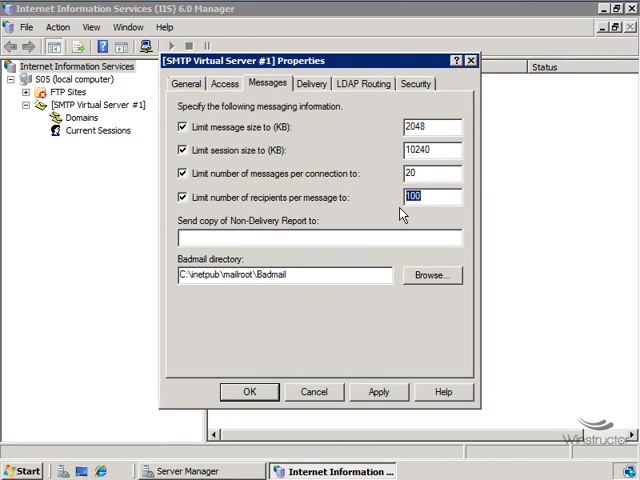 Internet Information Services (IIS) 6.0 Manager
File Action View Window Help
Internet Information Services
S05 (local computer)
FTP Sites
[SMTP Virtual Server #1]
Domains
Current Sessions
Status
[SMTP Virtual Server #1] Properties
General Access Messages Delivery LDAP Routing Security
Specify the following messaging information.
Limit message size to (KB): 2048
Limit session size to (KB): 10240
Limit number of messages per connection to: 20
Limit number of recipients per message to: 100
Send copy of Non-Delivery Report to:
Badmail directory:
C:\inetpub\mailroot\Badmail Browse...
OK Cancel Apply Help
Winstructor
Start Server Manager Internet Information ...